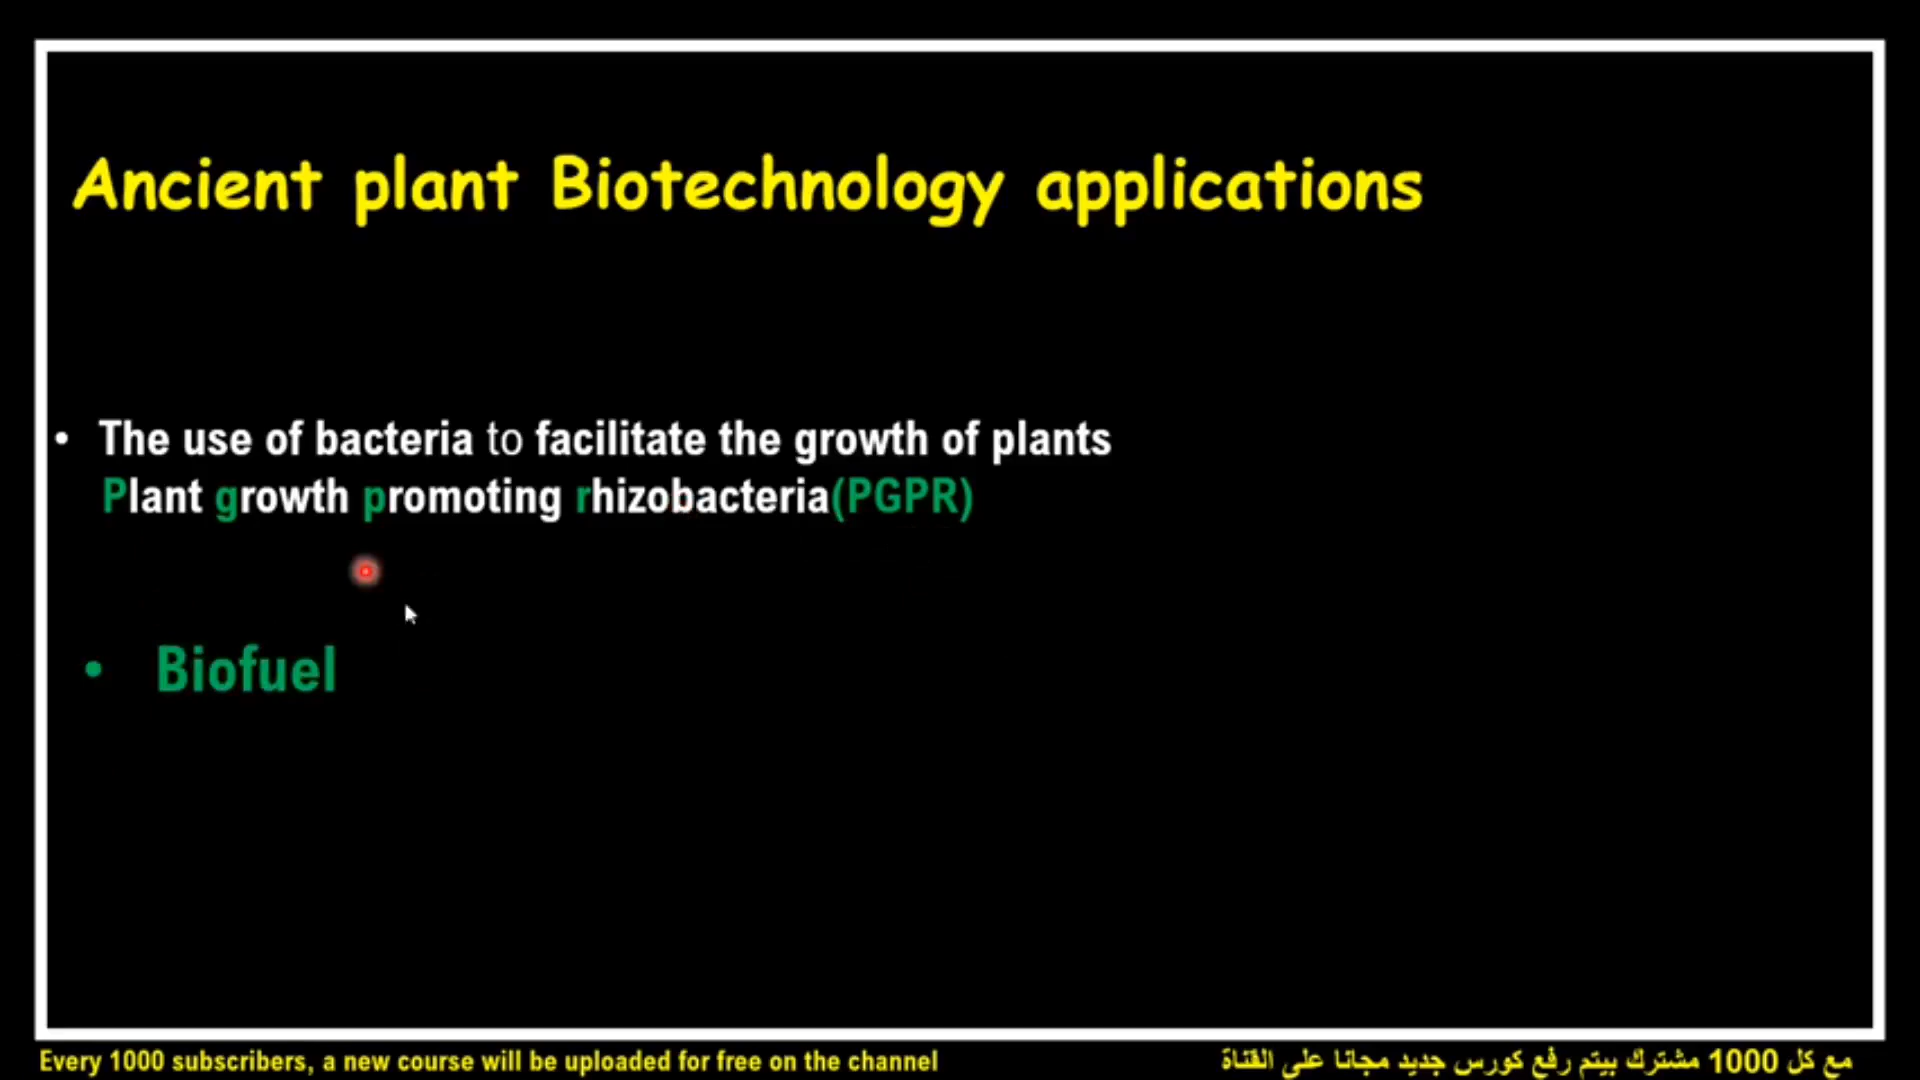 Ancient plant Biotechnology applications
• The use of bacteria to facilitate the growth of plants
Plant growth promoting rhizobacteria(PGPR)
• Biofuel
Every 1000 subscribers, a new course will be uploaded for free on the channel
مع كل 1000 مشترك بيتم رفع كورس جديد مجانا على القناة